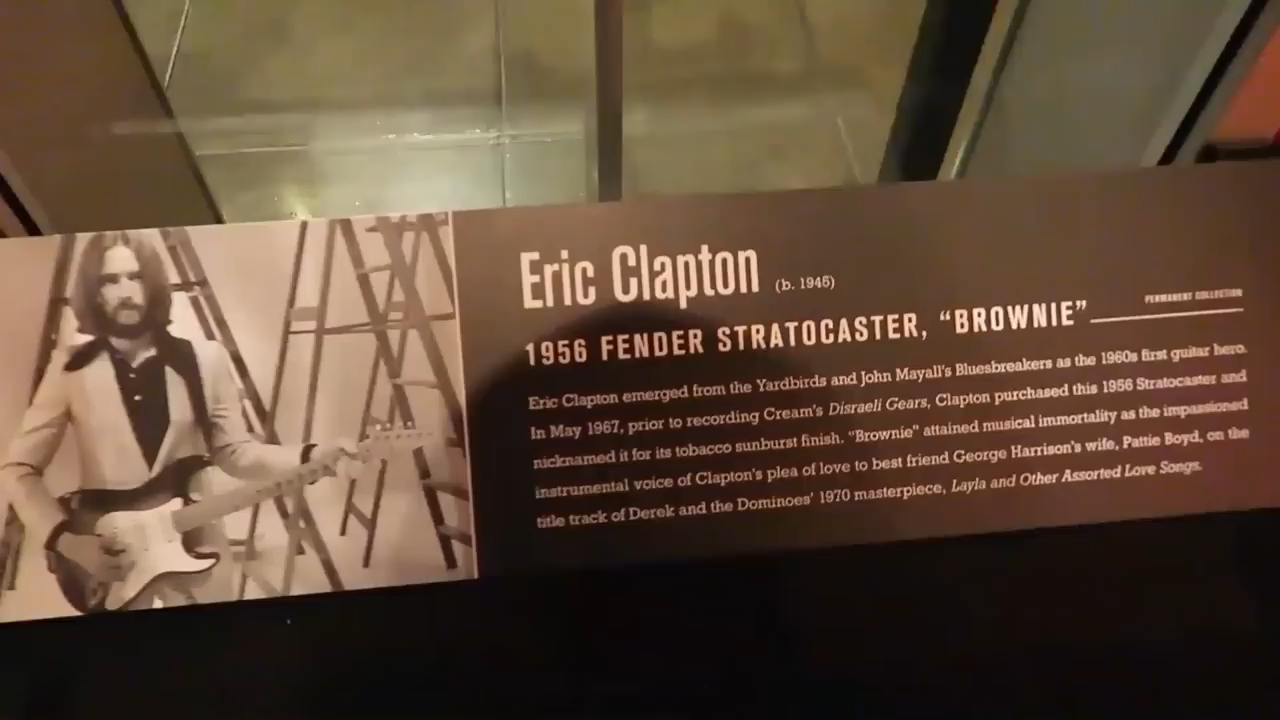 Eric Clapton (b. 1945)
PERMANENT COLLECTION
1956 FENDER STRATOCASTER, “BROWNIE”
Eric Clapton emerged from the Yardbirds and John Mayall's Bluesbreakers as the 1960s first guitar hero.
In May 1967, prior to recording Cream's Disraeli Gears, Clapton purchased this 1956 Stratocaster and
nicknamed it for its tobacco sunburst finish. “Brownie” attained musical immortality as the impassioned
instrumental voice of Clapton's plea of love to best friend George Harrison's wife, Pattie Boyd, on the
title track of Derek and the Dominoes' 1970 masterpiece, Layla and Other Assorted Love Songs.